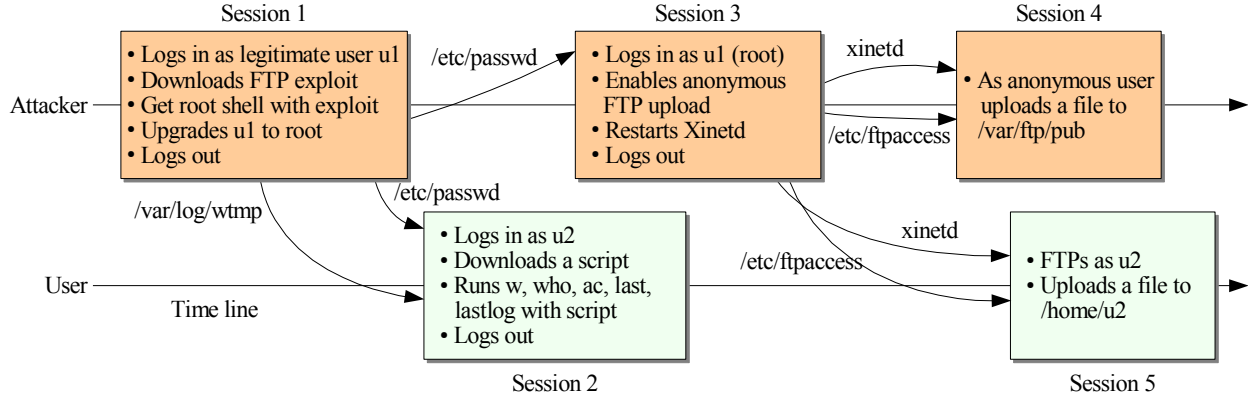 Session 1
Session 3
Session 4
Attacker
• Logs in as legitimate user u1
• Downloads FTP exploit
• Get root shell with exploit
• Upgrades u1 to root
• Logs out
/etc/passwd
• Logs in as u1 (root)
• Enables anonymous
FTP upload
• Restarts Xinetd
• Logs out
xinetd
/etc/ftpaccess
• As anonymous user
uploads a file to
/var/ftp/pub
/var/log/wtmp
/etc/passwd
User
Time line
• Logs in as u2
• Downloads a script
• Runs w, who, ac, last,
lastlog with script
• Logs out
xinetd
/etc/ftpaccess
• FTPs as u2
• Uploads a file to
/home/u2
Session 2
Session 5